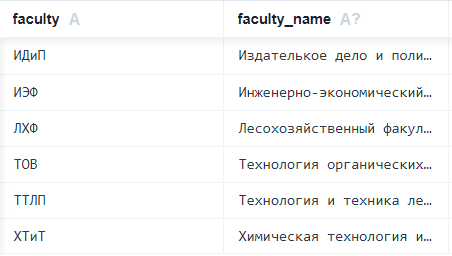 faculty A faculty_name A?
ИДиП Издателькое дело и поли…
ИЭФ Инженерно-экономический…
ЛХФ Лесохозяйственный факул…
ТОВ Технология органических…
ТТЛП Технология и техника ле…
ХТиТ Химическая технология и…